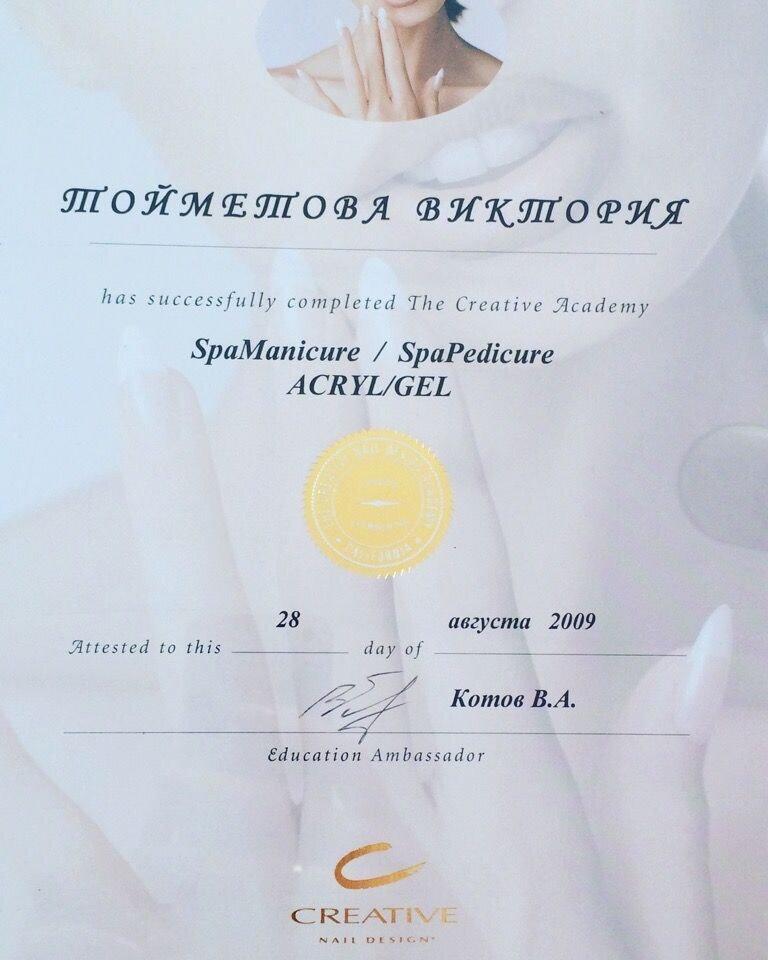 ТОЙМЕТОВА ВИКТОРИЯ
has successfully completed The Creative Academy
SpaManicure / SpaPedicure
ACRYL/GEL
CALIFORNIA
28 августа 2009
Attested to this day of
Котов В.А.
Education Ambassador
CREATIVE
NAIL DESIGN